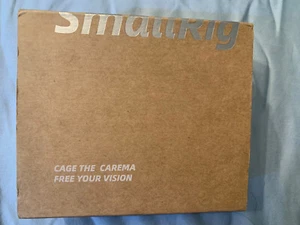 SmallRig
CAGE THE CAREMA
FREE YOUR VISION